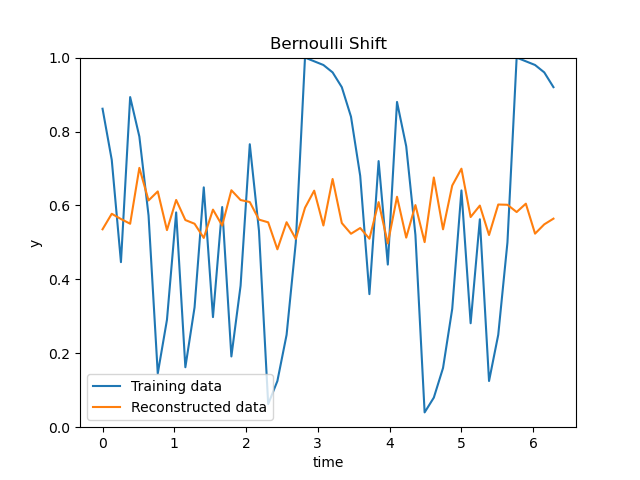 Bernoulli Shift
1.0
0.8
0.6
0.4
0.2
0.0
y
Training data
Reconstructed data
0 1 2 3 4 5 6
time